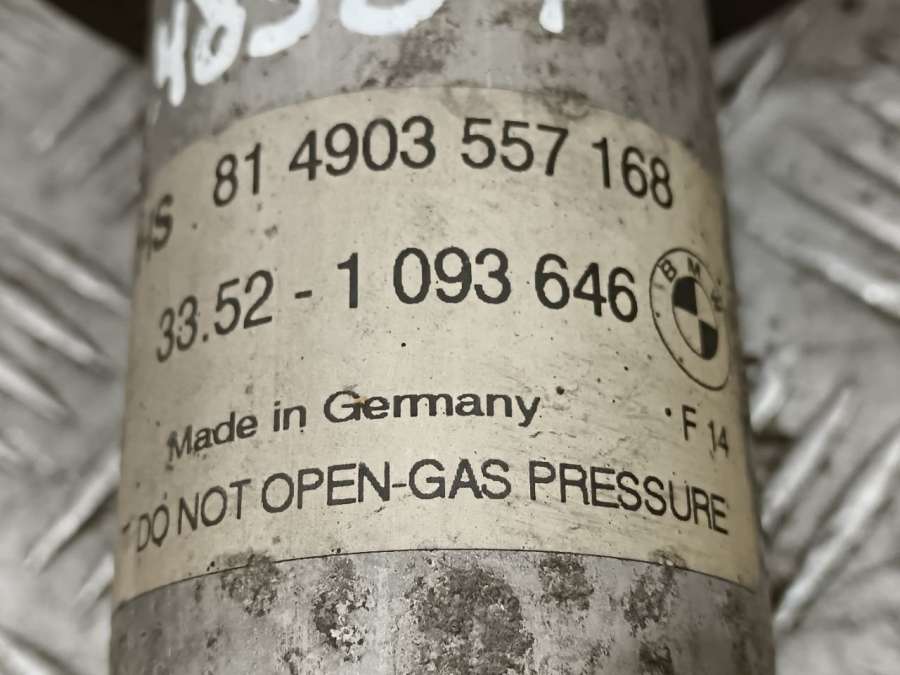 HS 81 4903 557 168
33.52 - 1 093 646 BMW
Made in Germany
F 14
DO NOT OPEN-GAS PRESSURE